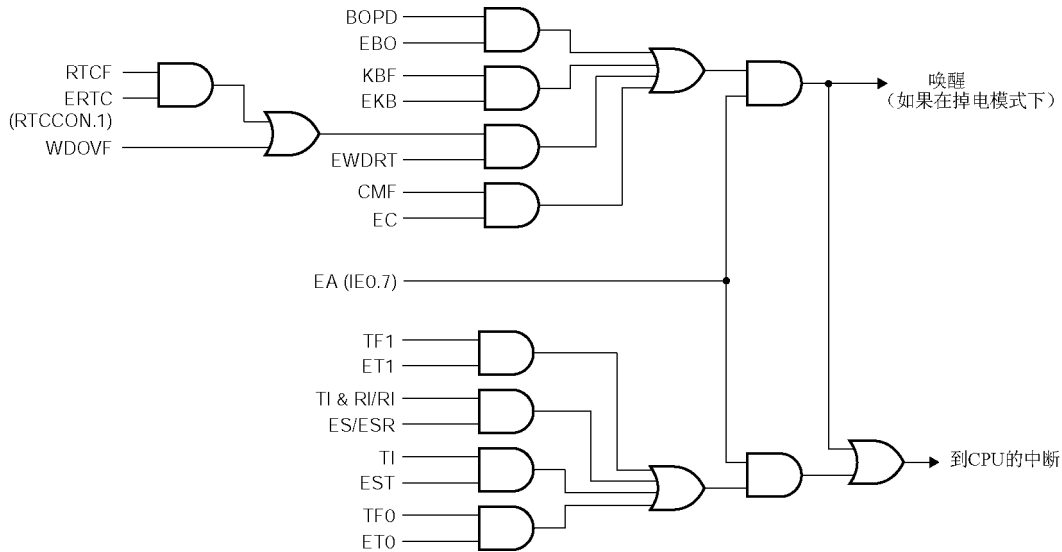 BOPD
EBO
RTCF
ERTC
(RTCCON.1)
WDOVF
KBF
EKB
EWDRT
CMF
EC
唤醒
（如果在掉电模式下）
EA (IE0.7)
TF1
ET1
TI & RI/RI
ES/ESR
TI
EST
TF0
ET0
到CPU的中断